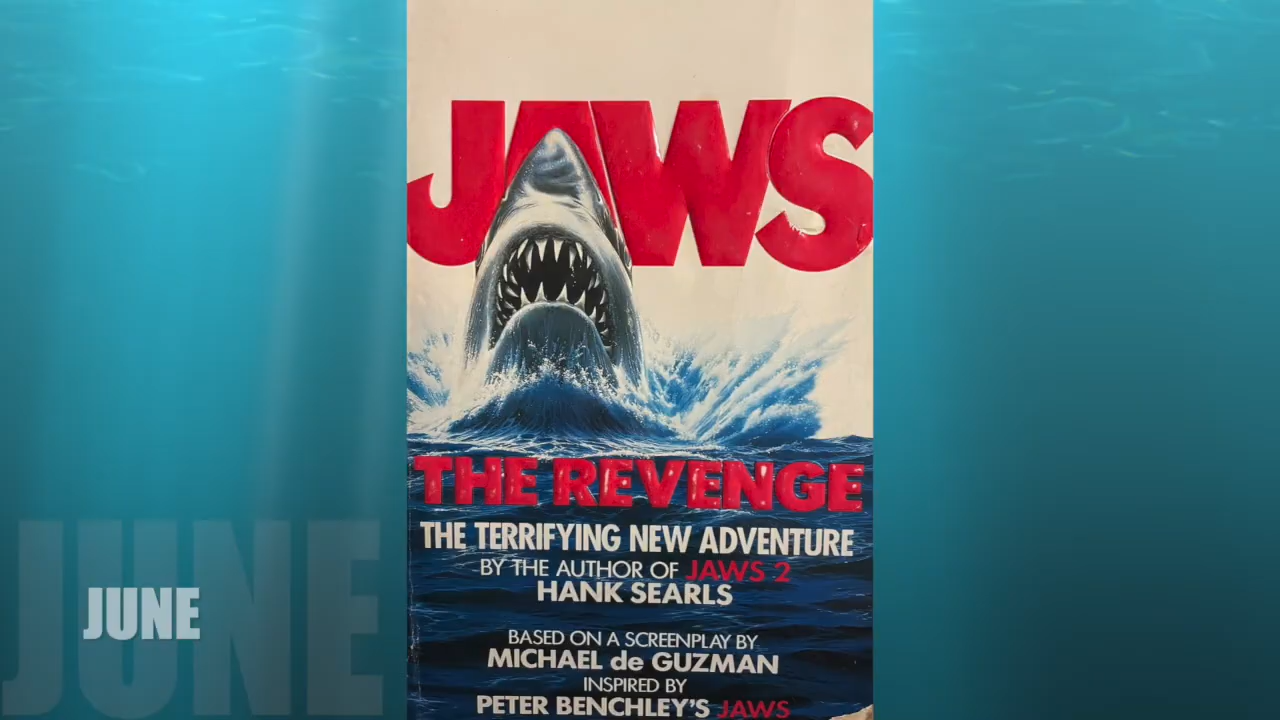 JAWS
THE REVENGE
THE TERRIFYING NEW ADVENTURE
BY THE AUTHOR OF JAWS 2
HANK SEARLS
BASED ON A SCREENPLAY BY
MICHAEL de GUZMAN
INSPIRED BY
PETER BENCHLEY'S JAWS
JUNE
JUNE